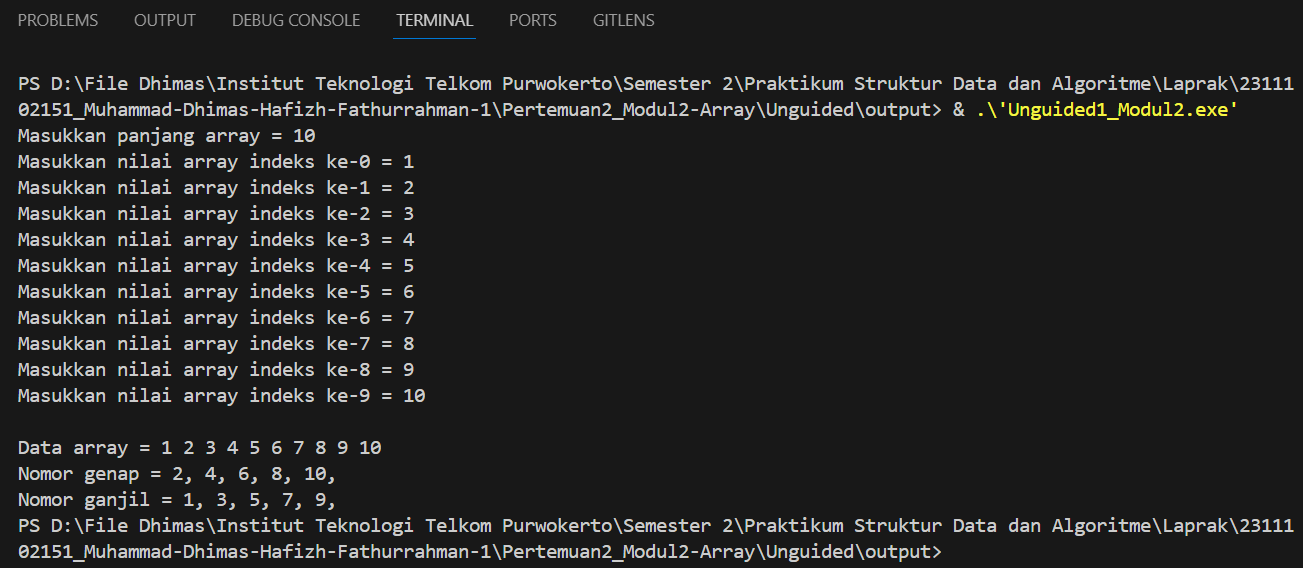 PROBLEMS OUTPUT DEBUG CONSOLE TERMINAL PORTS GITLENS
PS D:\File Dhimas\Institut Teknologi Telkom Purwokerto\Semester 2\Praktikum Struktur Data dan Algoritme\Laprak\23111
02151_Muhammad-Dhimas-Hafizh-Fathurrahman-1\Pertemuan2_Modul2-Array\Unguided\output> & .\'Unguided1_Modul2.exe'
Masukkan panjang array = 10
Masukkan nilai array indeks ke-0 = 1
Masukkan nilai array indeks ke-1 = 2
Masukkan nilai array indeks ke-2 = 3
Masukkan nilai array indeks ke-3 = 4
Masukkan nilai array indeks ke-4 = 5
Masukkan nilai array indeks ke-5 = 6
Masukkan nilai array indeks ke-6 = 7
Masukkan nilai array indeks ke-7 = 8
Masukkan nilai array indeks ke-8 = 9
Masukkan nilai array indeks ke-9 = 10
Data array = 1 2 3 4 5 6 7 8 9 10
Nomor genap = 2, 4, 6, 8, 10,
Nomor ganjil = 1, 3, 5, 7, 9,
PS D:\File Dhimas\Institut Teknologi Telkom Purwokerto\Semester 2\Praktikum Struktur Data dan Algoritme\Laprak\23111
02151_Muhammad-Dhimas-Hafizh-Fathurrahman-1\Pertemuan2_Modul2-Array\Unguided\output>